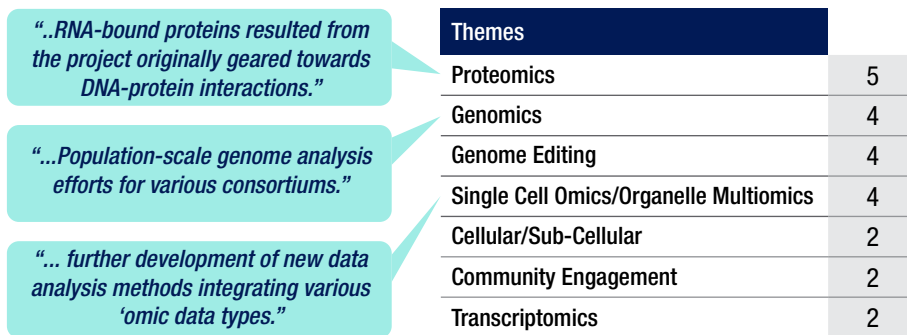 “..RNA-bound proteins resulted from
the project originally geared towards
DNA-protein interactions.”
“...Population-scale genome analysis
efforts for various consortiums.”
“... further development of new data
analysis methods integrating various
‘omic data types.”
Themes
Proteomics 5
Genomics 4
Genome Editing 4
Single Cell Omics/Organelle Multiomics 4
Cellular/Sub-Cellular 2
Community Engagement 2
Transcriptomics 2